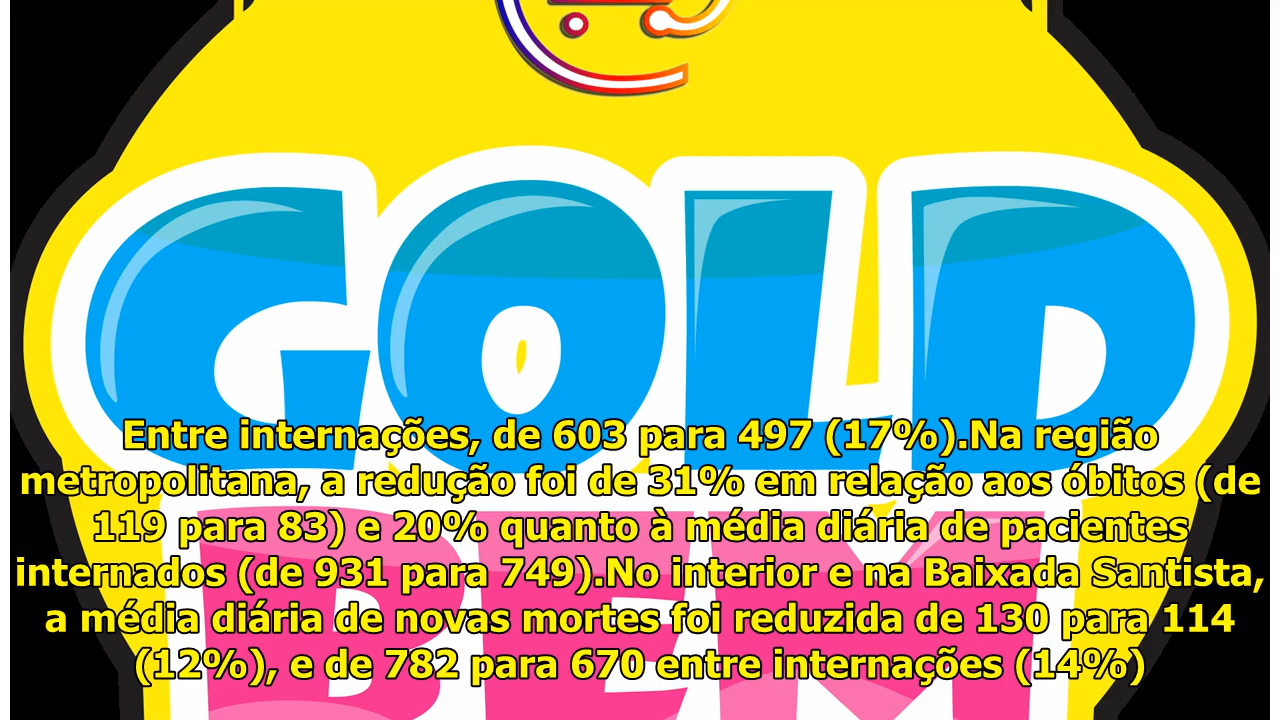 GOLD
BEM
Entre internações, de 603 para 497 (17%).Na região
metropolitana, a redução foi de 31% em relação aos óbitos (de
119 para 83) e 20% quanto à média diária de pacientes
internados (de 931 para 749).No interior e na Baixada Santista,
a média diária de novas mortes foi reduzida de 130 para 114
(12%), e de 782 para 670 entre internações (14%)